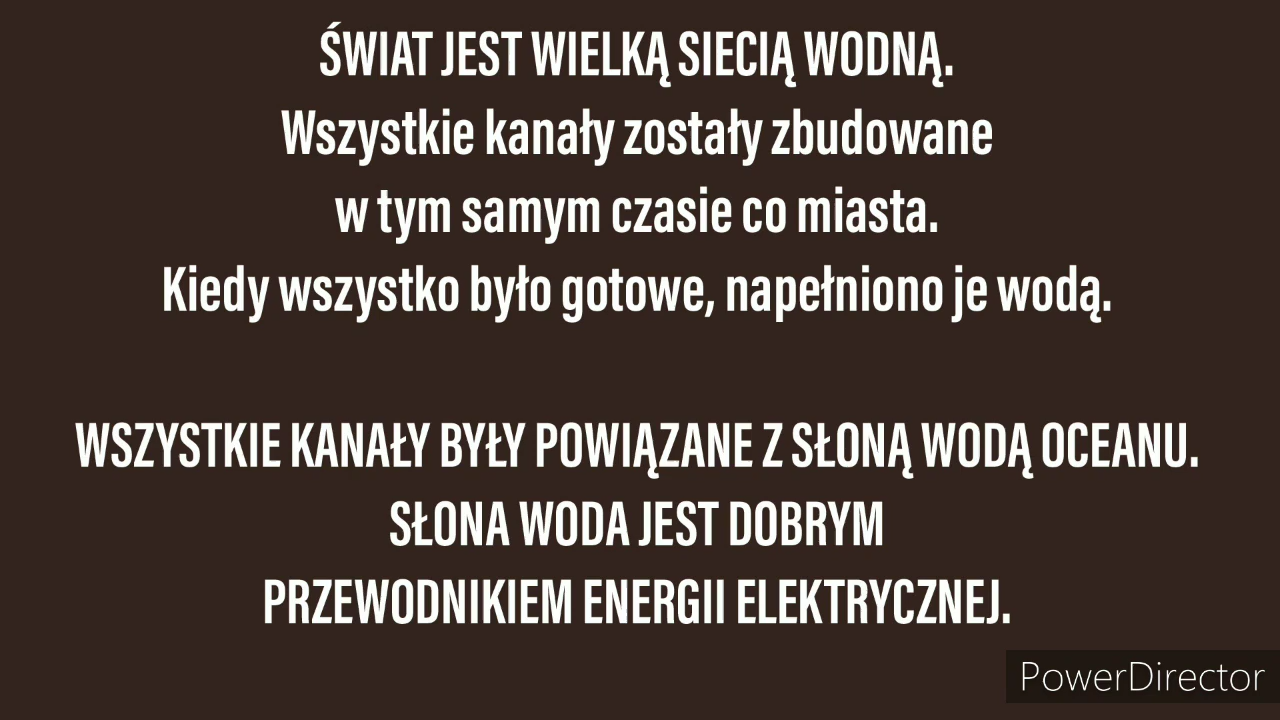 ŚWIAT JEST WIELKĄ SIECIĄ WODNĄ.
Wszystkie kanały zostały zbudowane
w tym samym czasie co miasta.
Kiedy wszystko było gotowe, napełniono je wodą.
WSZYSTKIE KANAŁY BYŁY POWIĄZANE Z SŁONĄ WODĄ OCEANU.
SŁONA WODA JEST DOBRYM
PRZEWODNIKIEM ENERGII ELEKTRYCZNEJ.
PowerDirector